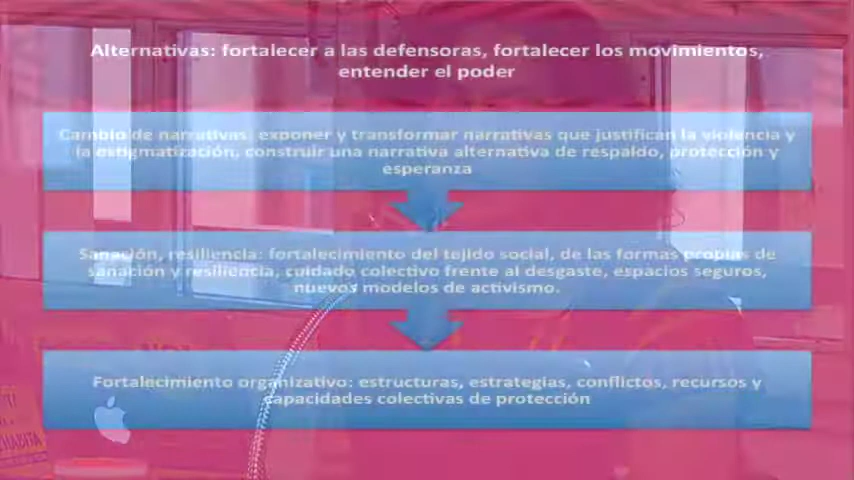 Alternativas: fortalecer a las defensoras, fortalecer los movimientos,
entender el poder
Cambio de narrativas: exponer y transformar narrativas que justifican la violencia y
la estigmatización, construir una narrativa alternativa de respaldo, protección y
esperanza
Sanación, resiliencia: fortalecimiento del tejido social, de las formas propias de
sanación y resiliencia, cuidado colectivo frente al desgaste, espacios seguros,
nuevos modelos de activismo.
Fortalecimiento organizativo: estructuras, estrategias, conflictos, recursos y
capacidades colectivas de protección